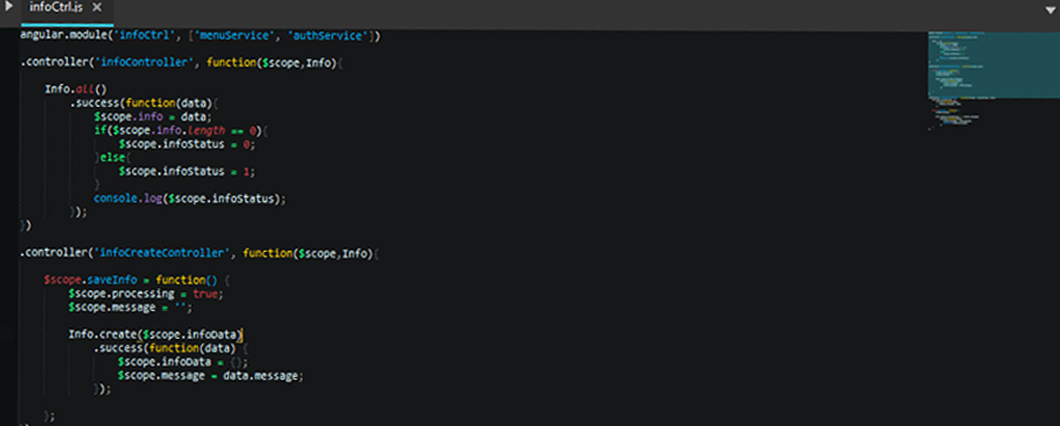 infoCtrl.js ×
angular.module('infoCtrl', ['menuService', 'authService'])
.controller('infoController', function($scope,Info){
Info.all()
.success(function(data){
$scope.info = data;
if($scope.info.length == 0){
$scope.infoStatus = 0;
}else{
$scope.infoStatus = 1;
}
console.log($scope.infoStatus);
});
})
.controller('infoCreateController', function($scope,Info){
$scope.saveInfo = function() {
$scope.processing = true;
$scope.message = '';
Info.create($scope.infoData)
.success(function(data) {
$scope.infoData = {};
$scope.message = data.message;
});
};